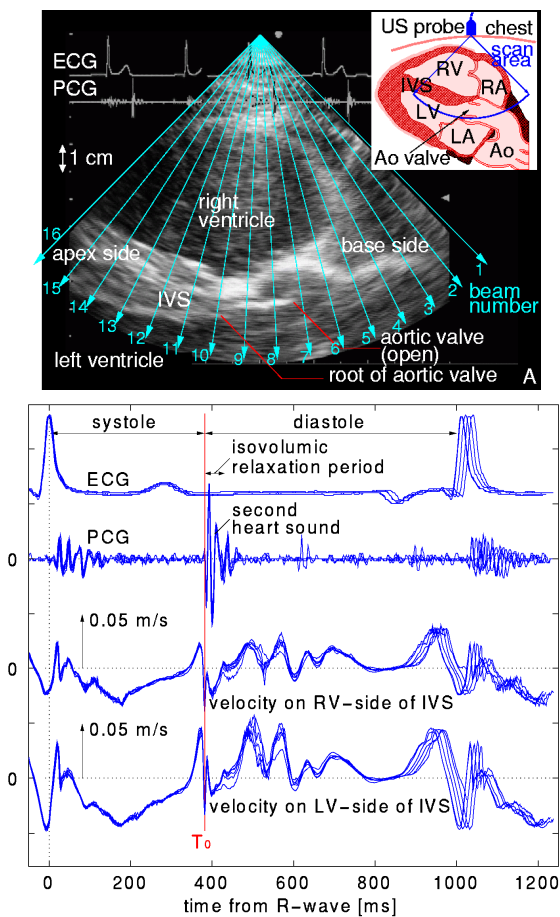 US probe
chest
scan
area
RV
IVS
RA
LV
LA
Ao
Ao valve
ECG
PCG
1 cm
right
ventricle
16
apex side
base side
1
15
2
beam
number
14
IVS
3
13
4
12
5
11
6
10
9
8
7
aortic valve
(open)
left ventricle
root of aortic valve
A
systole
diastole
isovolumic
relaxation period
ECG
second
heart sound
PCG
0
0.05 m/s
0
velocity on RV-side of IVS
0.05 m/s
0
velocity on LV-side of IVS
T0
0 200 400 600 800 1000 1200
time from R-wave [ms]